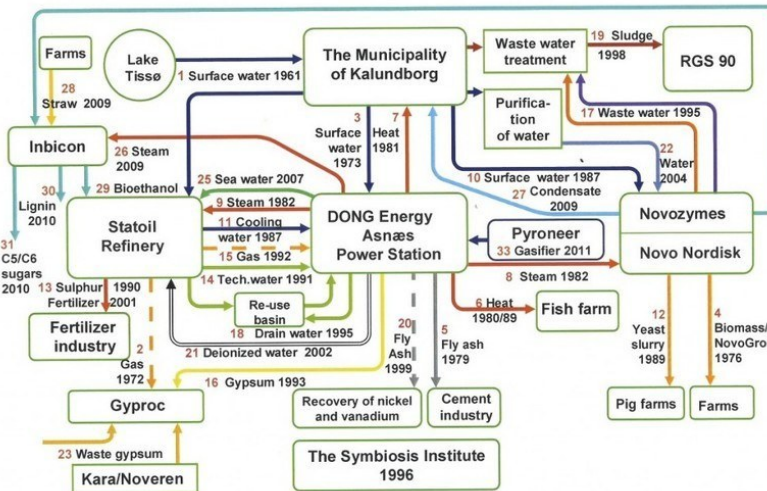 Farms
Lake
Tissø
The Municipality
of Kalundborg
Waste water
treatment
19 Sludge
1998
RGS 90
1 Surface water 1961
28
Straw 2009
Inbicon
Purifica-
tion
of water
17 Waste water 1995
3
Surface
water
1973
7
Heat
1981
26 Steam
2009
25 Sea water 2007
22
Water
2004
10 Surface water 1987
27 Condensate
2009
30
Lignin
2010
29 Bioethanol
9 Steam 1982
11 Cooling
water 1987
15 Gas 1992
14 Tech.water 1991
Statoil
Refinery
DONG Energy
Asnæs
Power Station
Pyroneer
33 Gasifier 2011
Novozymes
Novo Nordisk
31
C5/C6
sugars
2010
13 Sulphur 1990
Fertilizer 2001
8 Steam 1982
Re-use
basin
18 Drain water 1995
6 Heat
1980/89
Fish farm
Fertilizer
industry
2
Gas
1972
21 Deionized water 2002
20
Fly
Ash
1999
5
Fly ash
1979
12
Yeast
slurry
1989
4
Biomass/
NovoGro
1976
16 Gypsum 1993
Gyproc
Recovery of nickel
and vanadium
Cement
industry
Pig farms
Farms
23 Waste gypsum
Kara/Noveren
The Symbiosis Institute
1996